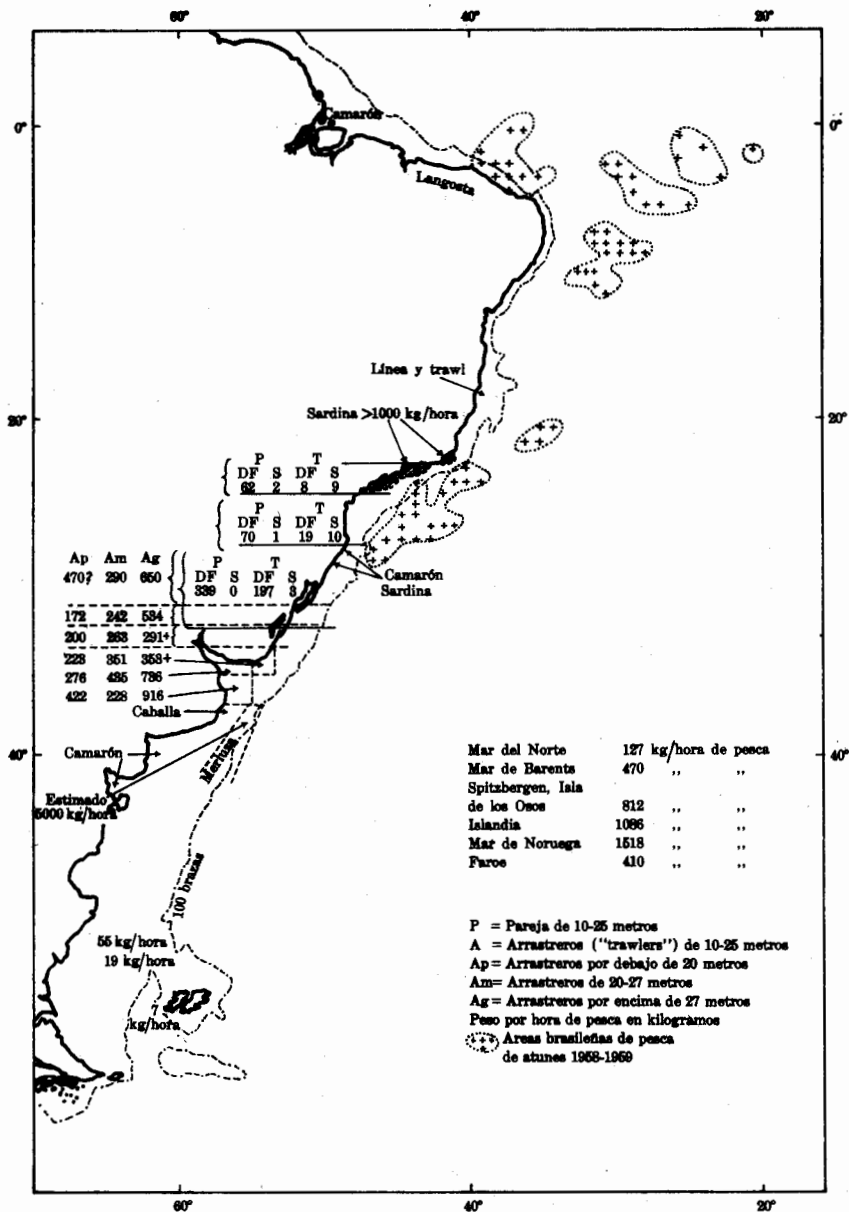 60° 40° 20°
0° 0°
Camarón
Langosta
Línea y trawl
Sardina >1000 kg/hora
20° 20°
P T
DF S DF S
62 2 8 9
P T
DF S DF S
70 1 19 10
Ap Am Ag
470? 290 650
P T
DF S DF S
339 0 197 3
Camarón
Sardina
172 242 584
200 263 291+
228 351 358+
276 435 736
422 228 916
Caballa
Camarón
40° 40°
Merlusa
Estimado
5000 kg/hora
Mar del Norte 127 kg/hora de pesca
Mar de Barents 470 ,, ,,
Spitzbergen, Isla
de los Osos 812 ,, ,,
Islandia 1086 ,, ,,
Mar de Noruega 1518 ,, ,,
Faroe 410 ,, ,,
100 brazas
55 kg/hora
19 kg/hora
7
kg/hora
P = Pareja de 10-25 metros
A = Arrastreros ("trawlers") de 10-25 metros
Ap = Arrastreros por debajo de 20 metros
Am = Arrastreros de 20-27 metros
Ag = Arrastreros por encima de 27 metros
Peso por hora de pesca en kilogramos
Areas brasileñas de pesca
de atunes 1958-1959
60° 40° 20°